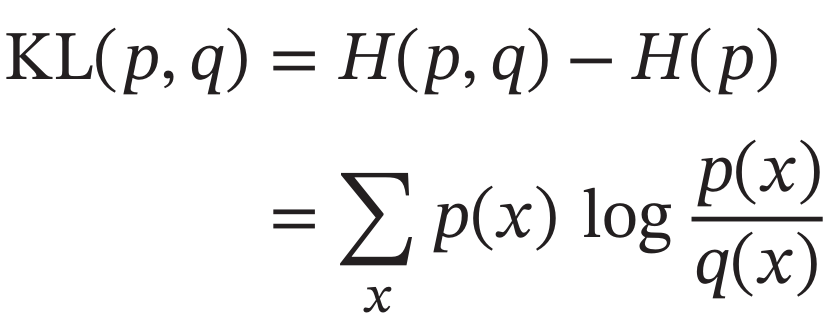 KL(p, q) = H(p, q) − H(p)
= ∑ₓ p(x) log p(x)/q(x)